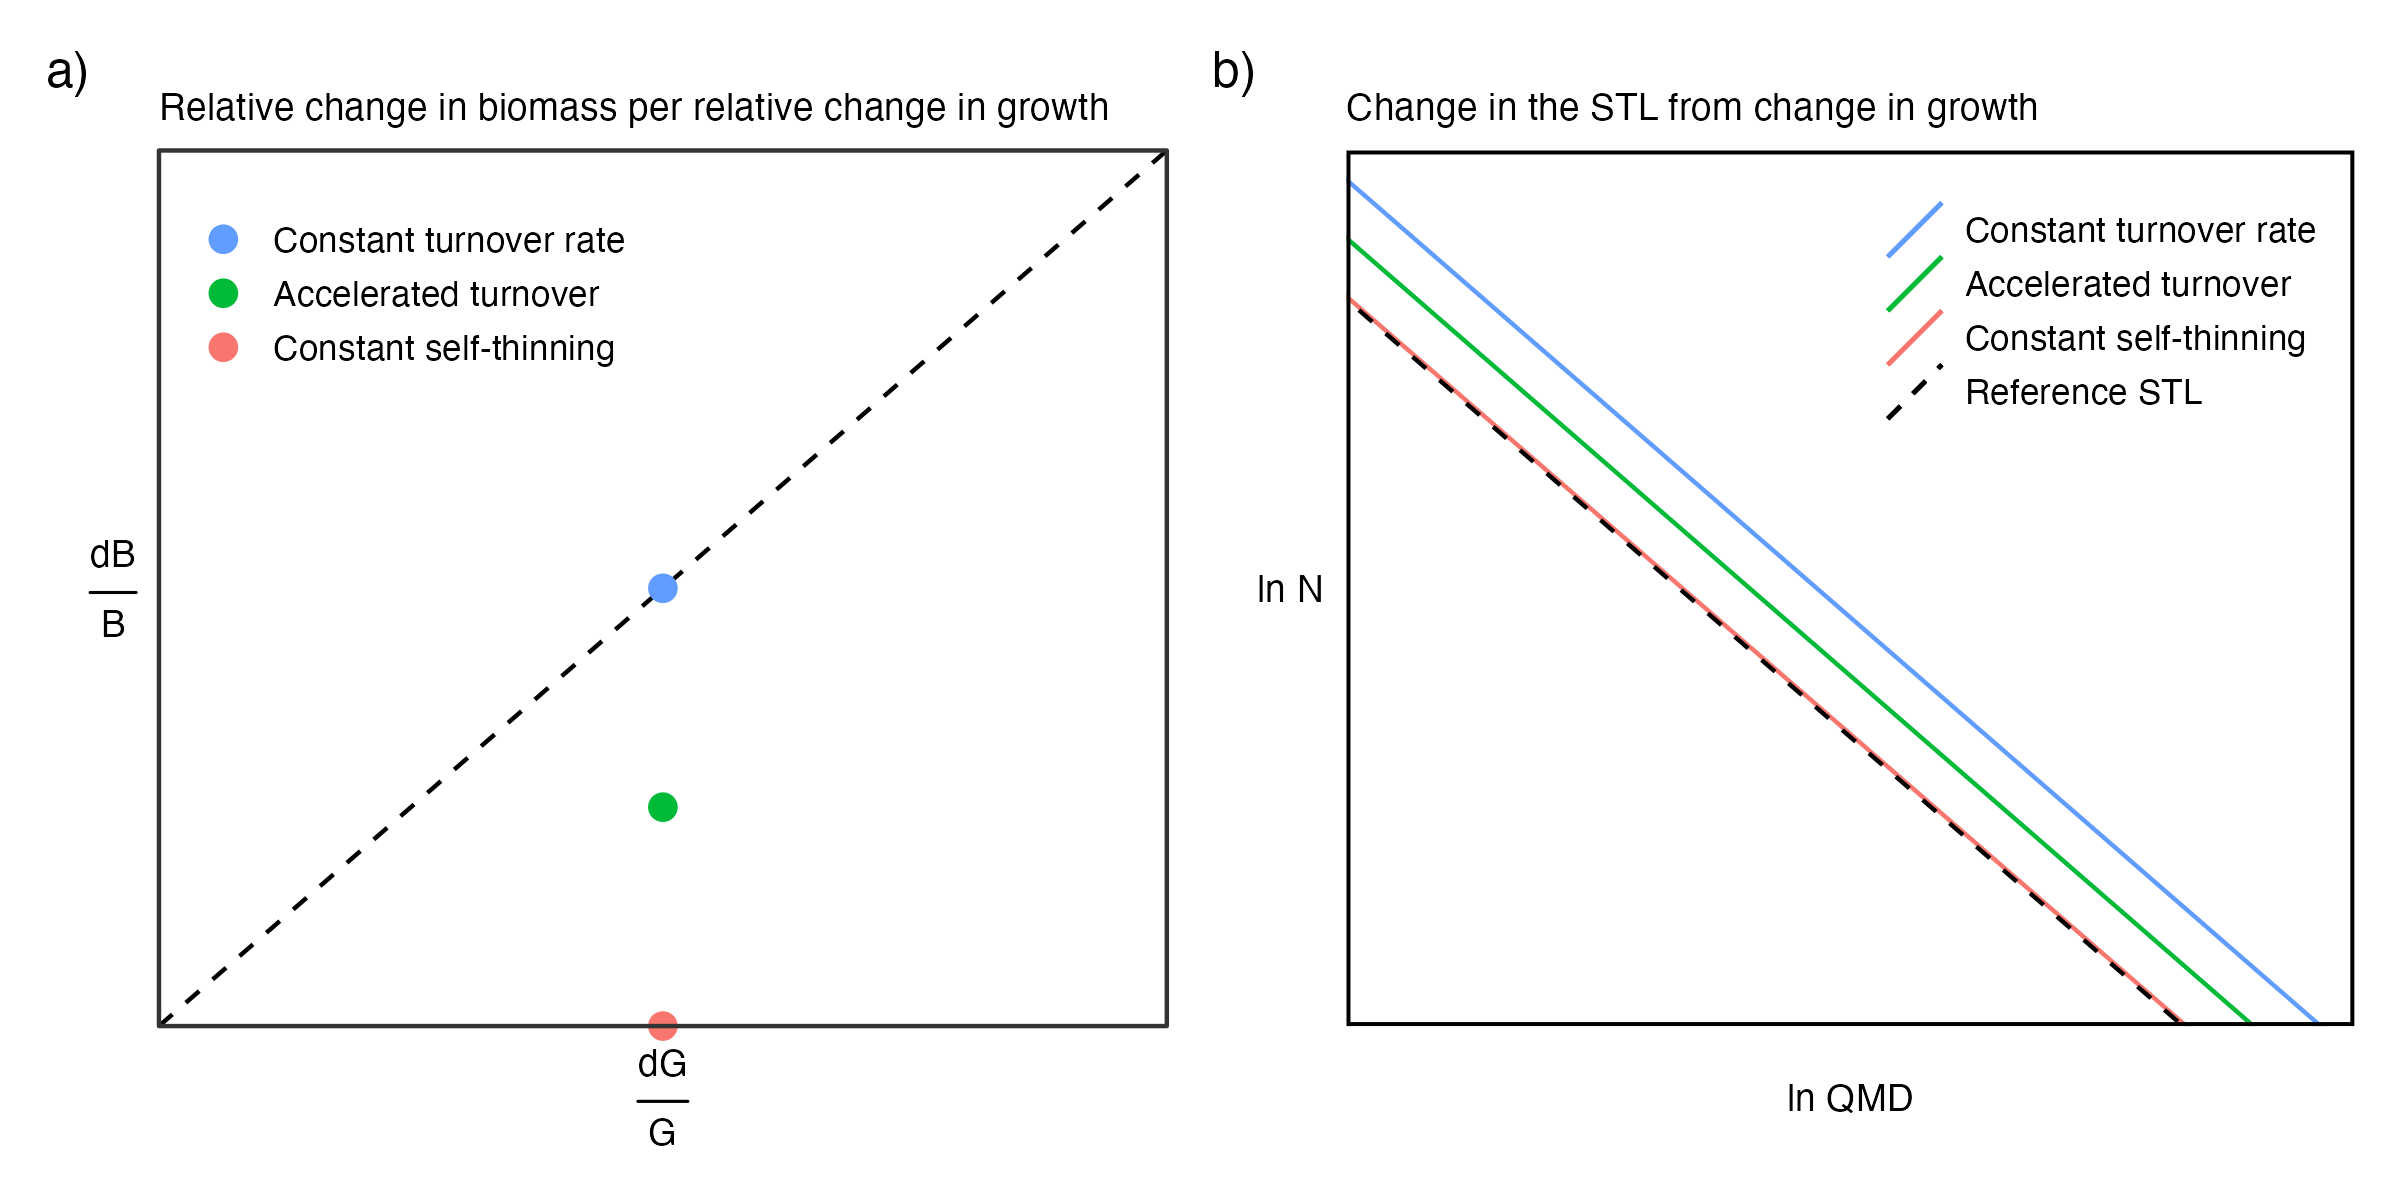 a)
Relative change in biomass per relative change in growth
Constant turnover rate
Accelerated turnover
Constant self-thinning
dB
B
dG
G
b)
Change in the STL from change in growth
Constant turnover rate
Accelerated turnover
Constant self-thinning
Reference STL
ln N
ln QMD